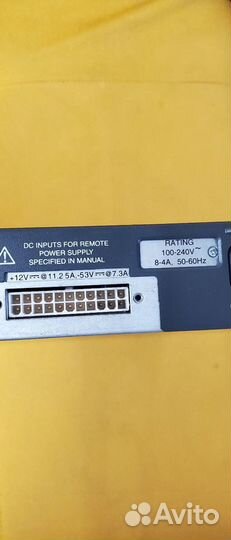 DC INPUTS FOR REMOTE
POWER SUPPLY
SPECIFIED IN MANUAL
RATING
100-240V~
8-4A, 50-60Hz
+12V⎓@11.25A,-53V⎓@7.3A
Avito